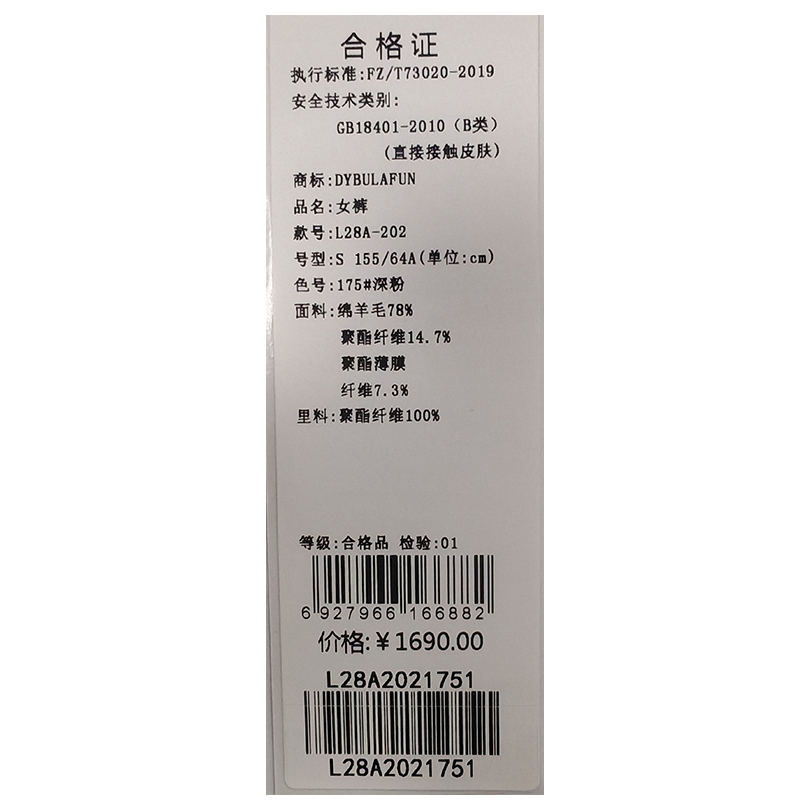 合格证
执行标准:FZ/T73020-2019
安全技术类别:
GB18401-2010（B类）
(直接接触皮肤)
商标:DYBULAFUN
品名:女裤
款号:L28A-202
号型:S 155/64A(单位:cm)
色号:175#深粉
面料:绵羊毛78%
聚酯纤维14.7%
聚酯薄膜
纤维7.3%
里料:聚酯纤维100%
等级:合格品 检验:01
6 927966 166882
价格:￥1690.00
L28A2021751
L28A2021751